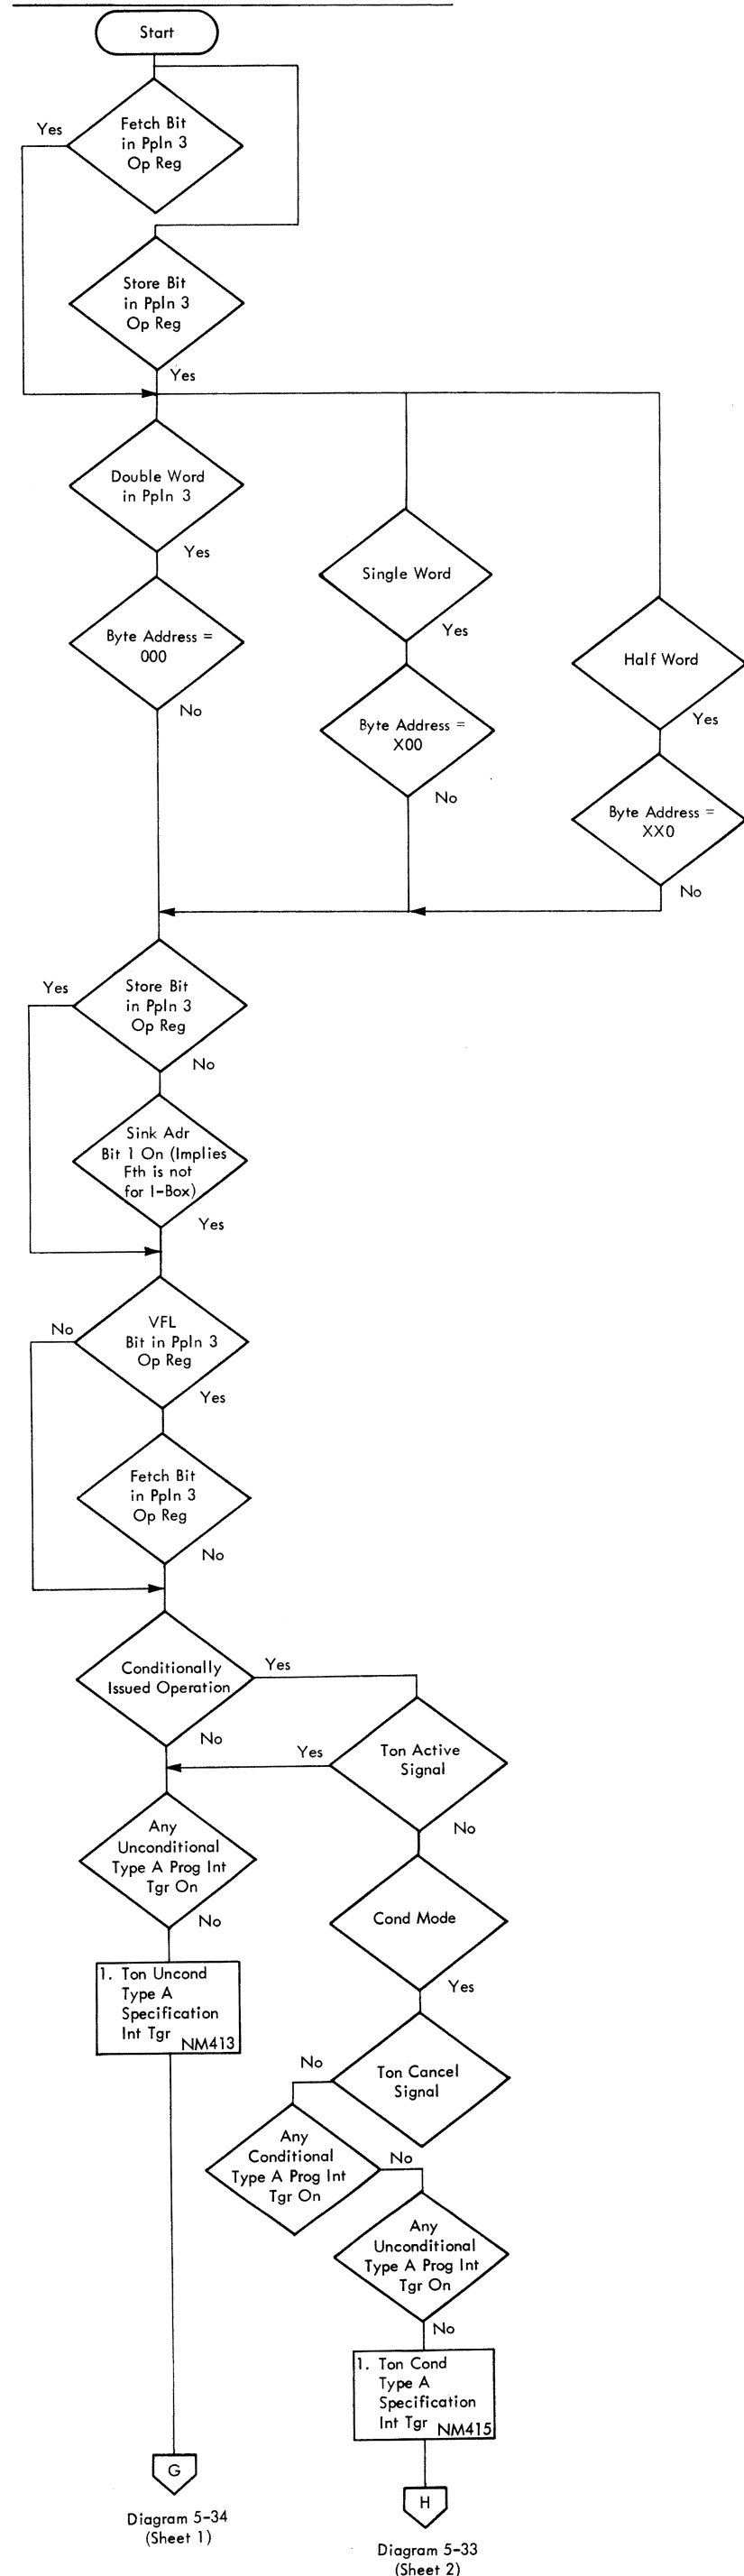 Start
Yes
Fetch Bit
in Ppln 3
Op Reg
Store Bit
in Ppln 3
Op Reg
Yes
Double Word
in Ppln 3
Yes
Byte Address =
000
No
Single Word
Yes
Byte Address =
X00
No
Half Word
Yes
Byte Address =
XX0
No
Yes
Store Bit
in Ppln 3
Op Reg
No
Sink Adr
Bit 1 On (Implies
Fth is not
for I-Box)
Yes
No
VFL
Bit in Ppln 3
Op Reg
Yes
Fetch Bit
in Ppln 3
Op Reg
No
Conditionally
Issued Operation
Yes
No
Yes
Ton Active
Signal
No
Any
Unconditional
Type A Prog Int
Tgr On
No
Cond Mode
Yes
1. Ton Uncond
Type A
Specification
Int Tgr
NM413
No
Ton Cancel
Signal
Any
Conditional
Type A Prog Int
Tgr On
No
Any
Unconditional
Type A Prog Int
Tgr On
No
1. Ton Cond
Type A
Specification
Int Tgr
NM415
G
Diagram 5-34
(Sheet 1)
H
Diagram 5-33
(Sheet 2)